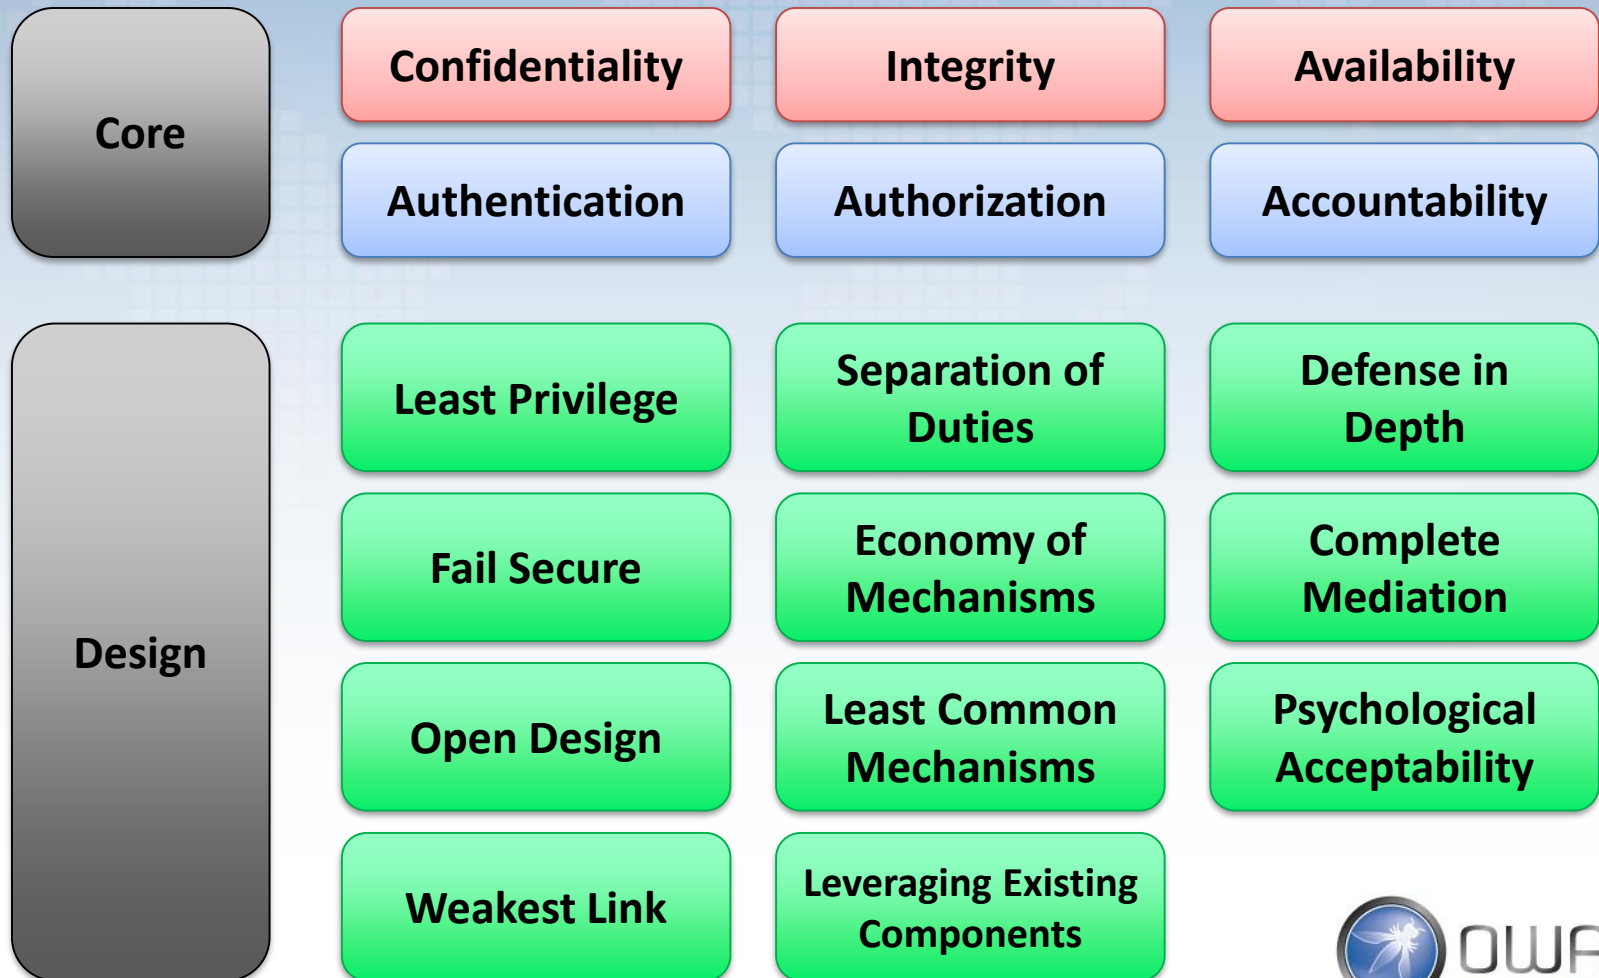 Core
Confidentiality
Integrity
Availability
Authentication
Authorization
Accountability
Design
Least Privilege
Separation of
Duties
Defense in
Depth
Fail Secure
Economy of
Mechanisms
Complete
Mediation
Open Design
Least Common
Mechanisms
Psychological
Acceptability
Weakest Link
Leveraging Existing
Components